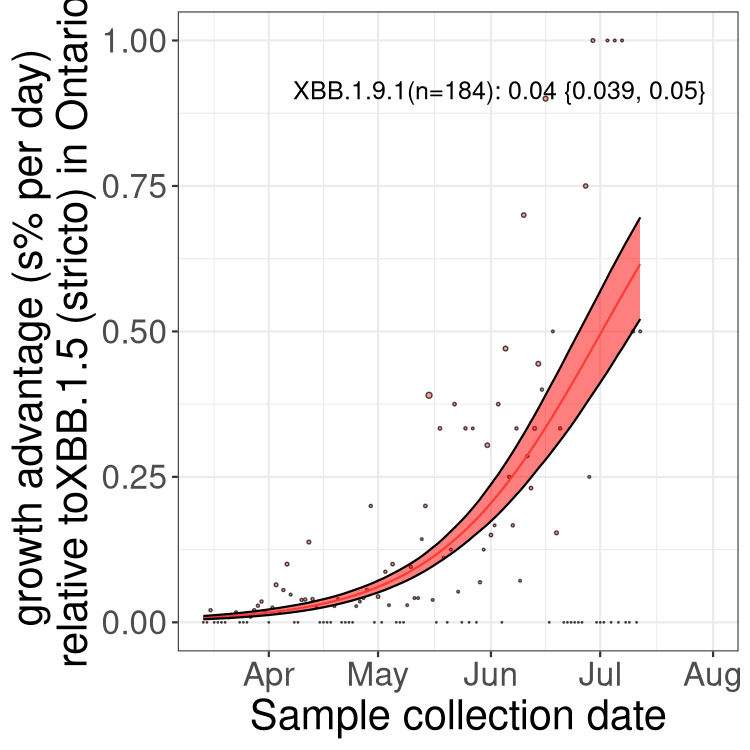 growth advantage (s% per day)
relative toXBB.1.5 (stricto) in Ontario
1.00
0.75
0.50
0.25
0.00
XBB.1.9.1(n=184): 0.04 {0.039, 0.05}
Apr May Jun Jul Aug
Sample collection date